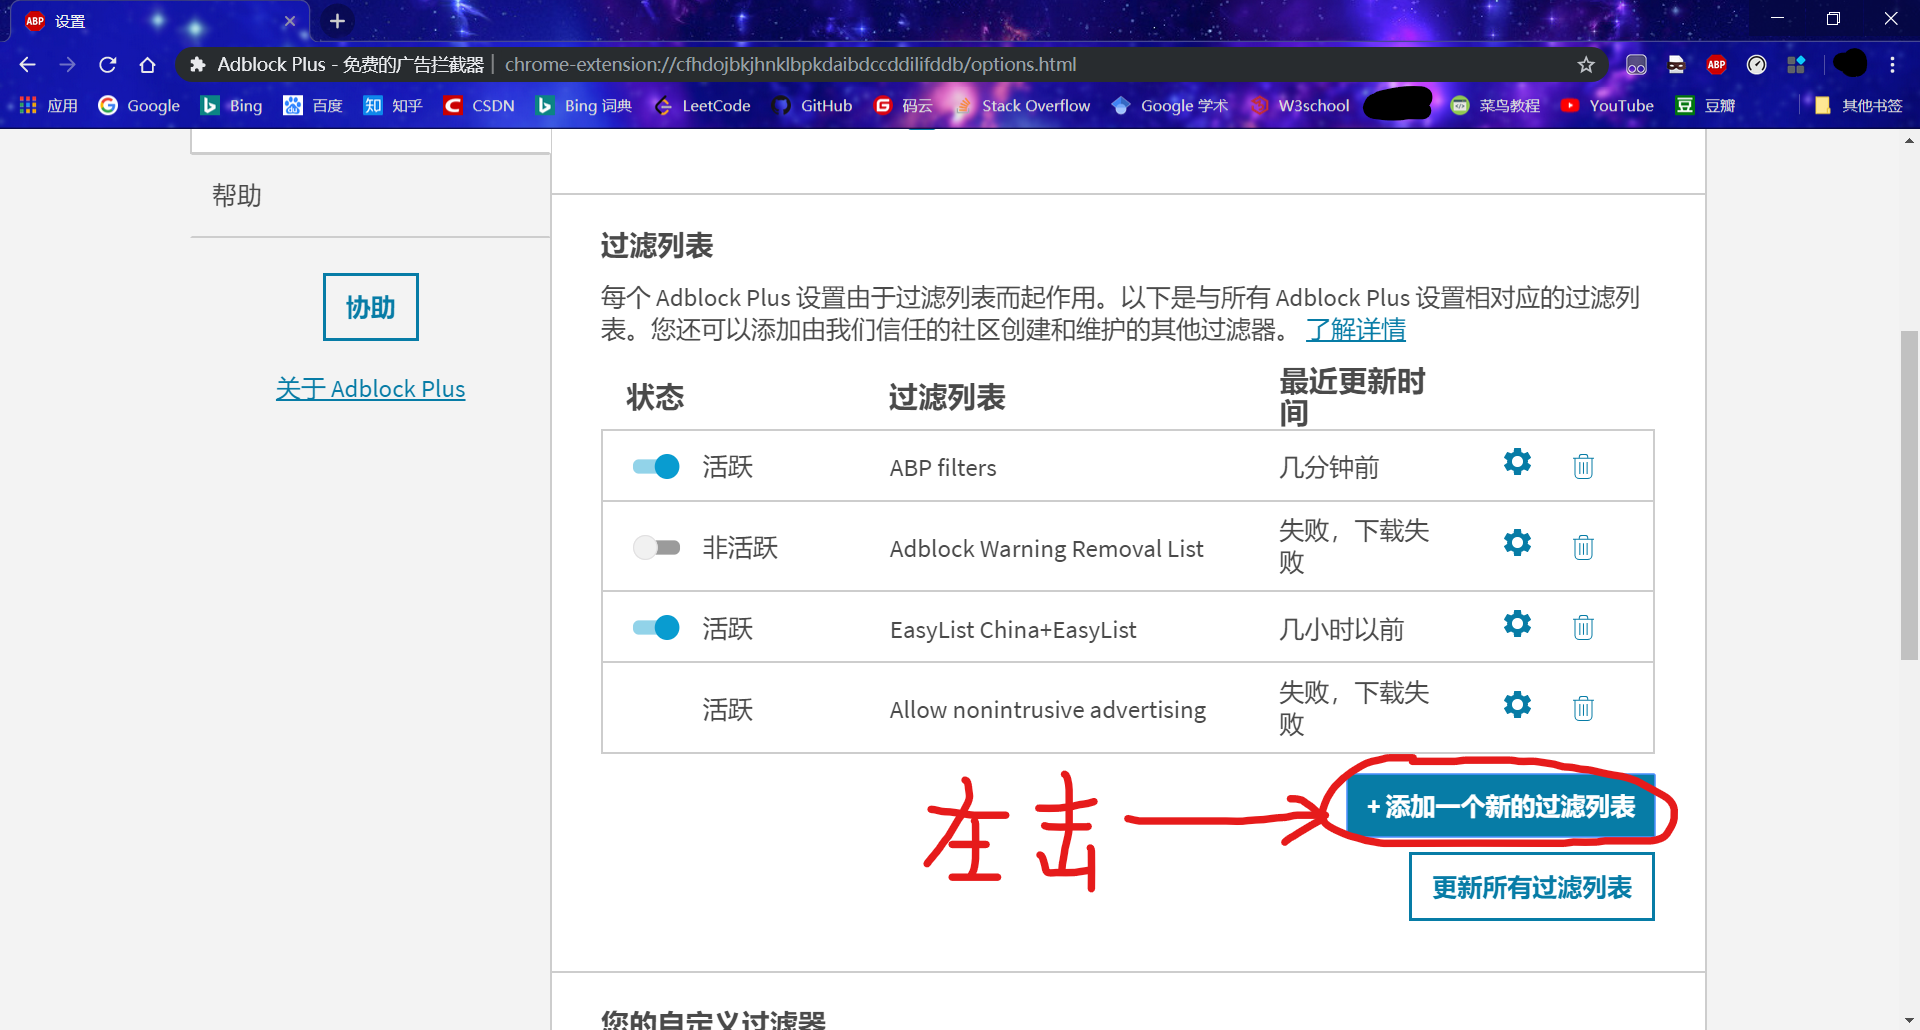 设置
Adblock Plus - 免费的广告拦截器 | chrome-extension://cfhdojbkjhnklbpkdaibdccddilifddb/options.html
ABP
应用 Google Bing 百度 知乎 CSDN Bing 词典 LeetCode GitHub 码云 Stack Overflow Google 学术 W3school 菜鸟教程 YouTube 豆瓣 其他书签
帮助
协助
关于 Adblock Plus
过滤列表
每个 Adblock Plus 设置由于过滤列表而起作用。以下是与所有 Adblock Plus 设置相对应的过滤列
表。您还可以添加由我们信任的社区创建和维护的其他过滤器。 了解详情
状态 过滤列表 最近更新时
间
活跃 ABP filters 几分钟前
非活跃 Adblock Warning Removal List 失败，下载失
败
活跃 EasyList China+EasyList 几小时以前
活跃 Allow nonintrusive advertising 失败，下载失
败
左击
+ 添加一个新的过滤列表
更新所有过滤列表
您的自定义过滤器